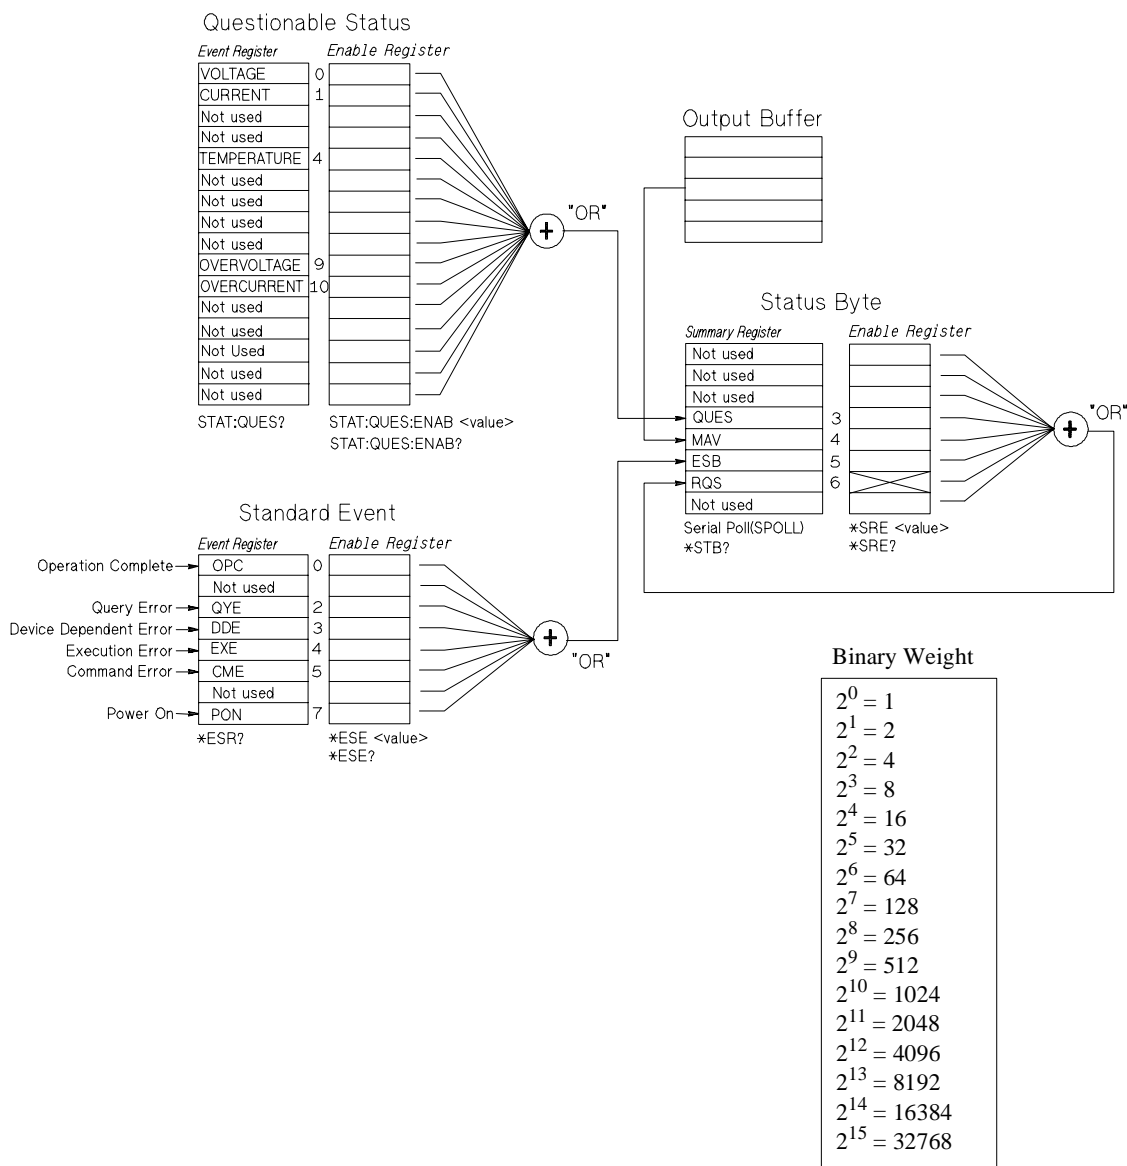 Questionable Status
Event Register Enable Register
VOLTAGE 0
CURRENT 1
Not used
Not used
TEMPERATURE 4
Not used
Not used
Not used
Not used
OVERVOLTAGE 9
OVERCURRENT 10
Not used
Not used
Not Used
Not used
Not used
STAT:QUES? STAT:QUES:ENAB <value>
STAT:QUES:ENAB?
+ "OR"
Output Buffer
Status Byte
Summary Register Enable Register
Not used
Not used
Not used
QUES 3
MAV 4
ESB 5
RQS 6
Not used
Serial Poll(SPOLL) *SRE <value>
*STB? *SRE?
+ "OR"
Standard Event
Event Register Enable Register
Operation Complete OPC 0
Not used
Query Error QYE 2
Device Dependent Error DDE 3
Execution Error EXE 4
Command Error CME 5
Not used
Power On PON 7
*ESR? *ESE <value>
*ESE?
+ "OR"
Binary Weight
2^0 = 1
2^1 = 2
2^2 = 4
2^3 = 8
2^4 = 16
2^5 = 32
2^6 = 64
2^7 = 128
2^8 = 256
2^9 = 512
2^10 = 1024
2^11 = 2048
2^12 = 4096
2^13 = 8192
2^14 = 16384
2^15 = 32768